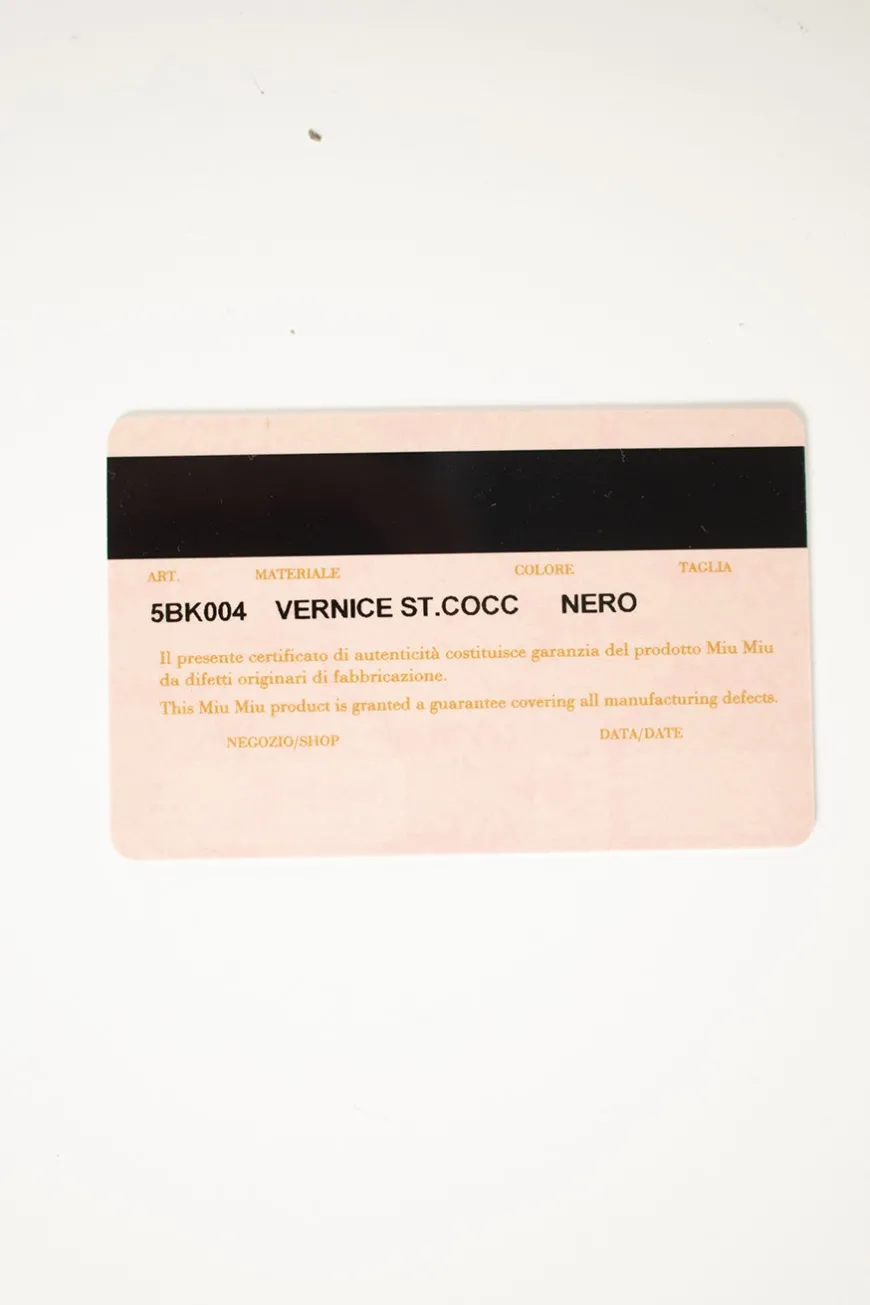 ART. MATERIALE COLORE TAGLIA
5BK004 VERNICE ST.COCC NERO
Il presente certificato di autenticità costituisce garanzia del prodotto Miu Miu
da difetti originari di fabbricazione.
This Miu Miu product is granted a guarantee covering all manufacturing defects.
NEGOZIO/SHOP DATA/DATE